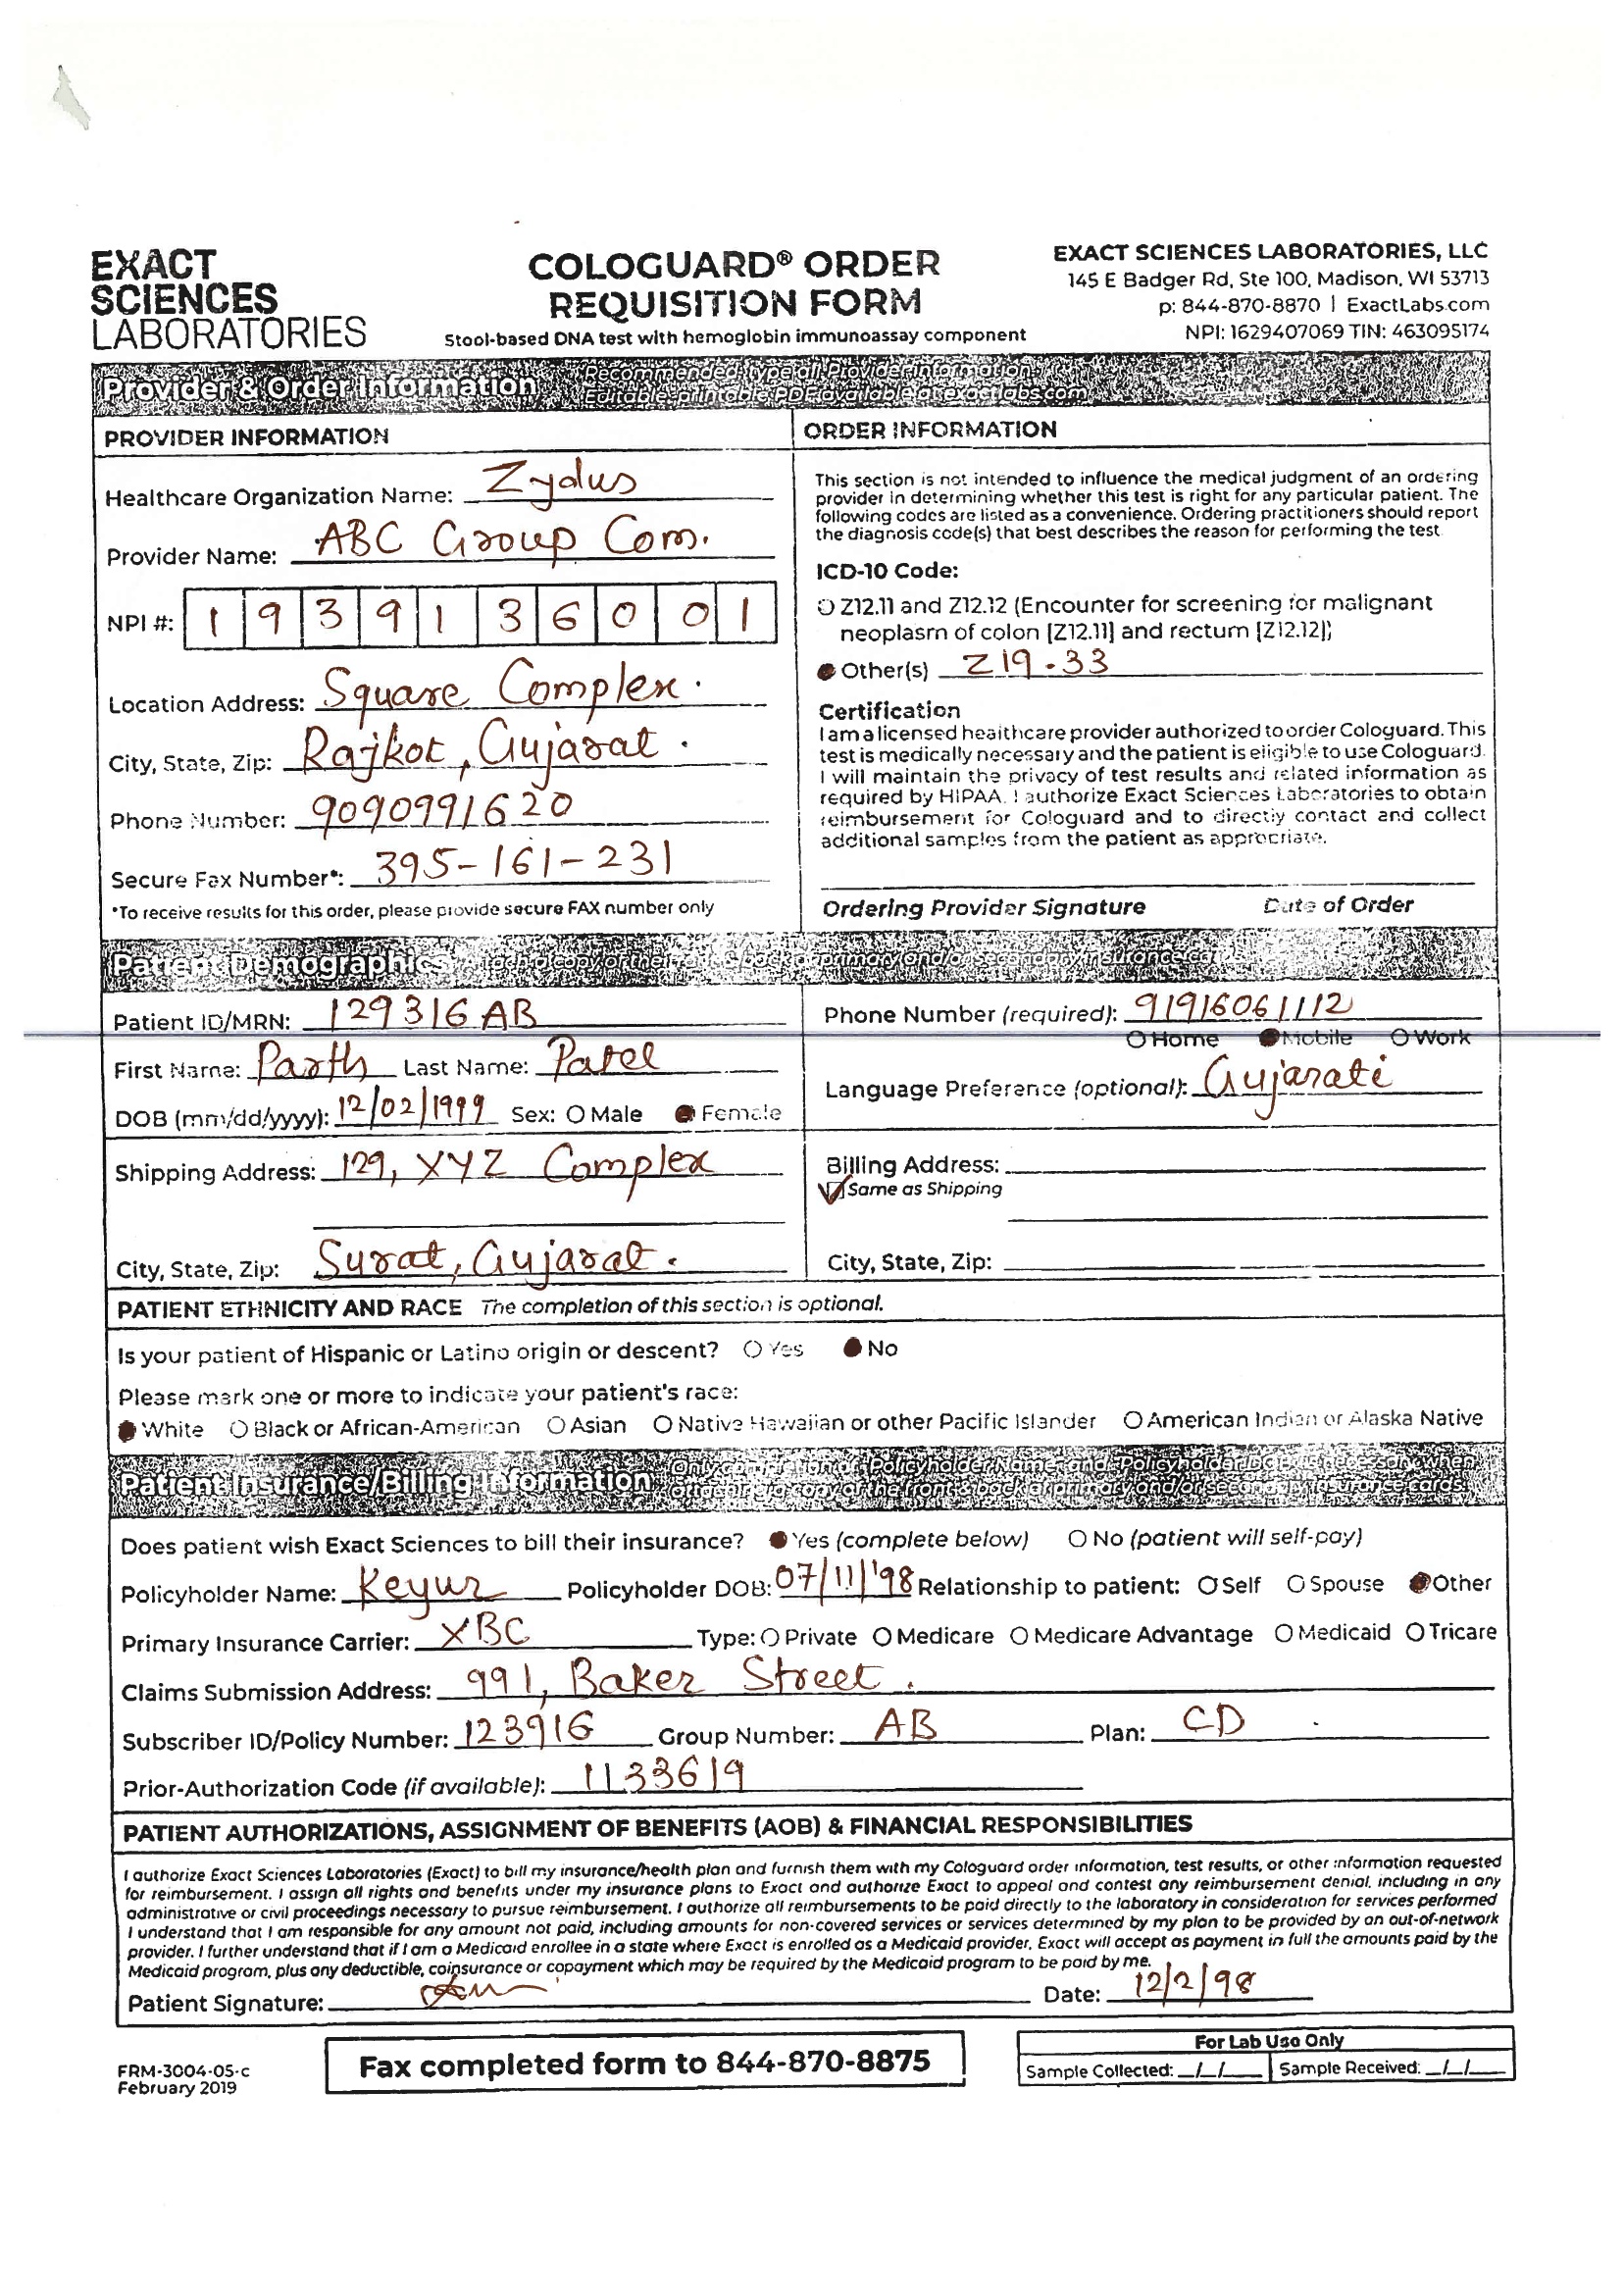 EXACT
SCIENCES
LABORATORIES
COLOGUARD® ORDER
REQUISITION FORM
Stool-based DNA test with hemoglobin immunoassay component
EXACT SCIENCES LABORATORIES, LLC
145 E Badger Rd, Ste 100, Madison, WI 53713
p: 844-870-8870 | ExactLabs.com
NPI: 1629407069 TIN: 463095174
Provider & Order Information Recommended: type all Provider information.
Editable-printable PDF available at exactlabs.com
PROVIDER INFORMATION
Healthcare Organization Name: Zydus
Provider Name: ABC Group Com.
NPI #: 1 9 3 9 1 3 6 0 0 1
Location Address: Square Complex.
City, State, Zip: Rajkot, Gujarat.
Phone Number: 9090991620
Secure Fax Number*: 395-161-231
*To receive results for this order, please provide secure FAX number only
ORDER INFORMATION
This section is not intended to influence the medical judgment of an ordering
provider in determining whether this test is right for any particular patient. The
following codes are listed as a convenience. Ordering practitioners should report
the diagnosis code(s) that best describes the reason for performing the test.
ICD-10 Code:
Z12.11 and Z12.12 (Encounter for screening for malignant
neoplasm of colon [Z12.11] and rectum [Z12.12])
Other(s) Z19.33
Certification
I am a licensed healthcare provider authorized to order Cologuard. This
test is medically necessary and the patient is eligible to use Cologuard.
I will maintain the privacy of test results and related information as
required by HIPAA. I authorize Exact Sciences Laboratories to obtain
reimbursement for Cologuard and to directly contact and collect
additional samples from the patient as appropriate.
Ordering Provider Signature Date of Order
Patient Demographics Attach a copy of the front & back of primary and/or secondary insurance cards
Patient ID/MRN: 129316 AB
First Name: Parth Last Name: Patel
DOB (mm/dd/yyyy): 12/02/1999 Sex: Male Female
Phone Number (required): 91916061112
Home Mobile Work
Language Preference (optional): Gujarati
Shipping Address: 129, XYZ Complex
City, State, Zip: Surat, Gujarat.
Billing Address:
Same as Shipping
City, State, Zip:
PATIENT ETHNICITY AND RACE The completion of this section is optional.
Is your patient of Hispanic or Latino origin or descent? Yes No
Please mark one or more to indicate your patient's race:
White Black or African-American Asian Native Hawaiian or other Pacific Islander American Indian or Alaska Native
Patient Insurance/Billing Information Only completion of Policyholder Name and Policyholder DOB is necessary when
attaching a copy of the front & back of primary and/or secondary insurance cards.
Does patient wish Exact Sciences to bill their insurance? Yes (complete below) No (patient will self-pay)
Policyholder Name: Keyur Policyholder DOB: 07/11/'98 Relationship to patient: Self Spouse Other
Primary Insurance Carrier: XBC Type: Private Medicare Medicare Advantage Medicaid Tricare
Claims Submission Address: 991, Baker Street.
Subscriber ID/Policy Number: 123916 Group Number: AB Plan: CD
Prior-Authorization Code (if available): 1133619
PATIENT AUTHORIZATIONS, ASSIGNMENT OF BENEFITS (AOB) & FINANCIAL RESPONSIBILITIES
I authorize Exact Sciences Laboratories (Exact) to bill my insurance/health plan and furnish them with my Cologuard order information, test results, or other information requested
for reimbursement. I assign all rights and benefits under my insurance plans to Exact and authorize Exact to appeal and contest any reimbursement denial, including in any
administrative or civil proceedings necessary to pursue reimbursement. I authorize all reimbursements to be paid directly to the laboratory in consideration for services performed
I understand that I am responsible for any amount not paid, including amounts for non-covered services or services determined by my plan to be provided by an out-of-network
provider. I further understand that if I am a Medicaid enrollee in a state where Exact is enrolled as a Medicaid provider, Exact will accept as payment in full the amounts paid by the
Medicaid program, plus any deductible, coinsurance or copayment which may be required by the Medicaid program to be paid by me.
Patient Signature: Date: 12/2/98
FRM-3004-05-c
February 2019
Fax completed form to 844-870-8875
For Lab Use Only
Sample Collected: _/_/_ Sample Received: _/_/_